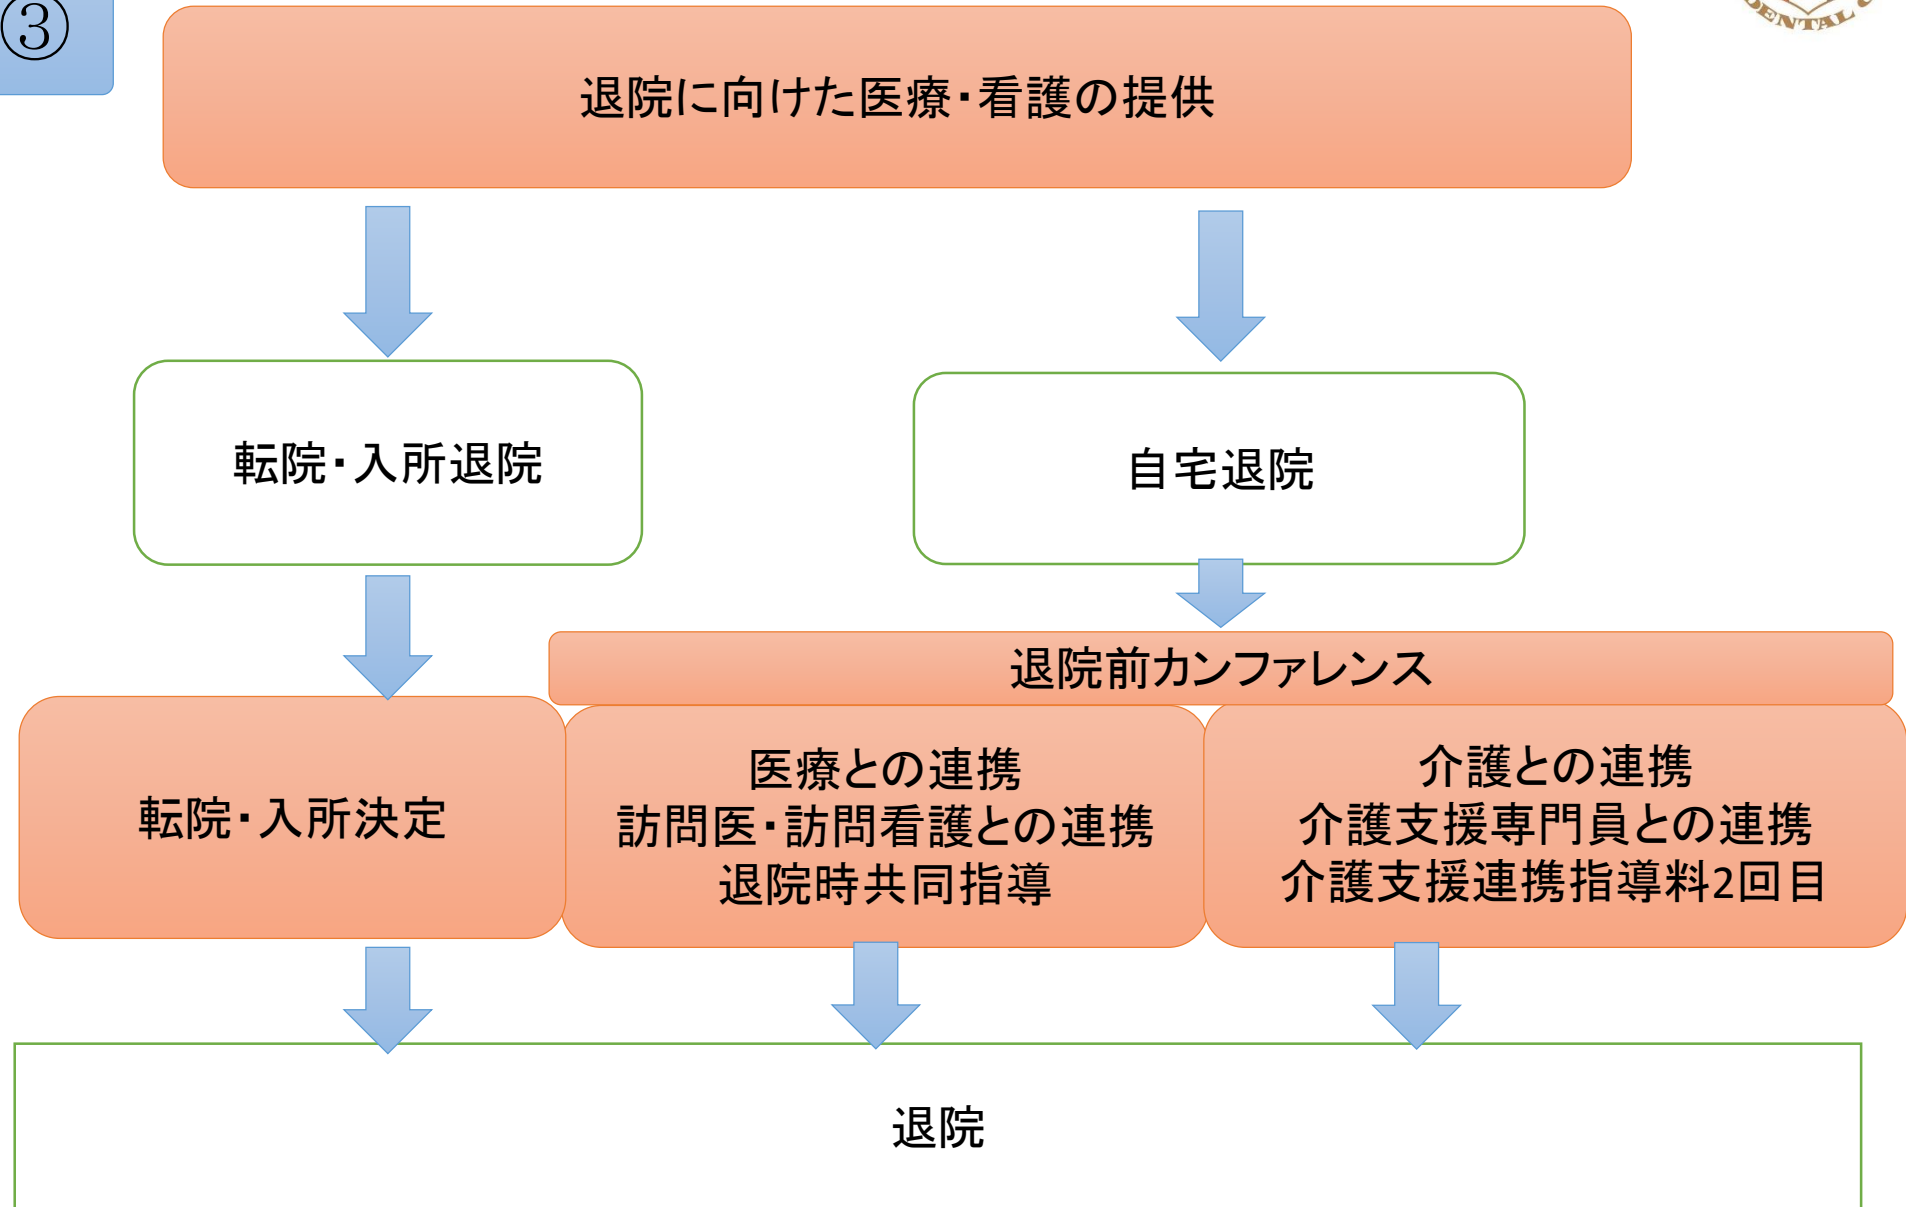 ③
DENTAL
退院に向けた医療・看護の提供
転院・入所退院
自宅退院
退院前カンファレンス
転院・入所決定
医療との連携
訪問医・訪問看護との連携
退院時共同指導
介護との連携
介護支援専門員との連携
介護支援連携指導料2回目
退院